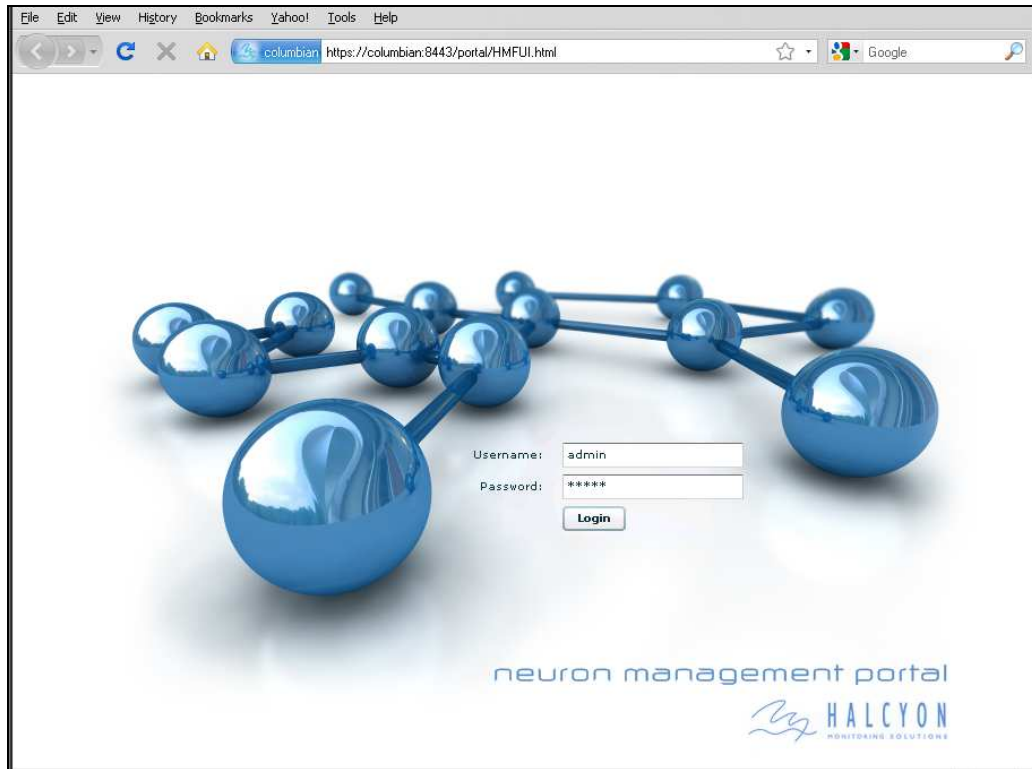 File Edit View History Bookmarks Yahoo! Tools Help
columbian https://columbian:8443/portal/HMFUI.html Google
Username: admin
Password: *****
Login
neuron management portal
HALCYON
MONITORING SOLUTIONS